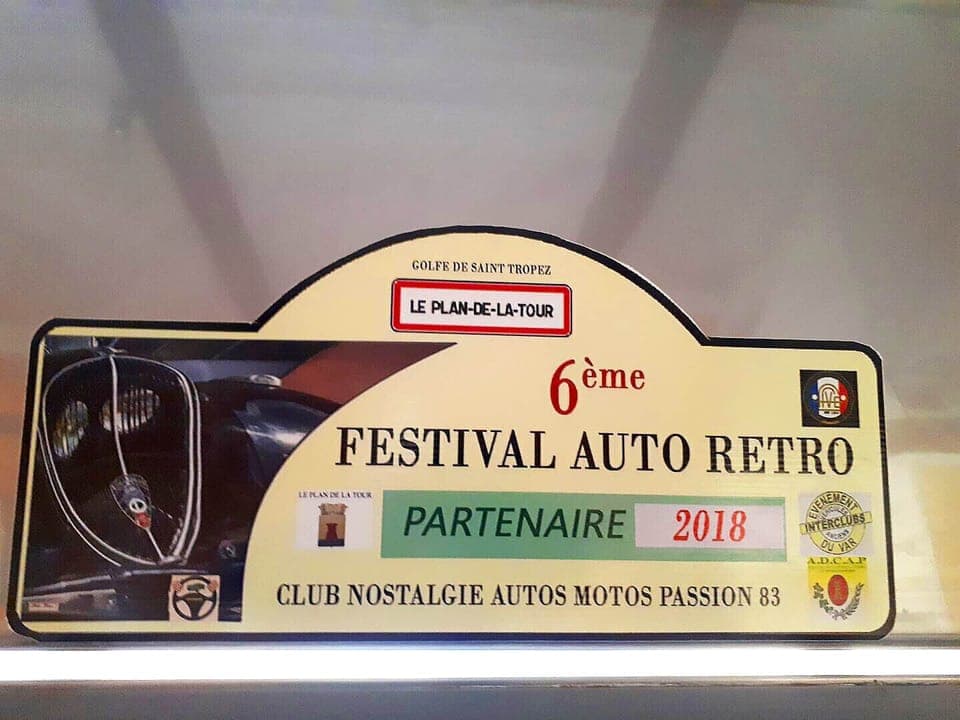 GOLFE DE SAINT TROPEZ
LE PLAN-DE-LA-TOUR
6ème
FESTIVAL AUTO RETRO
LE PLAN DE LA TOUR
PARTENAIRE 2018
EVENEMENT
INTERCLUBS
ANCIENS
DU VAR
A.D.C.A.P
CLUB NOSTALGIE AUTOS MOTOS PASSION 83